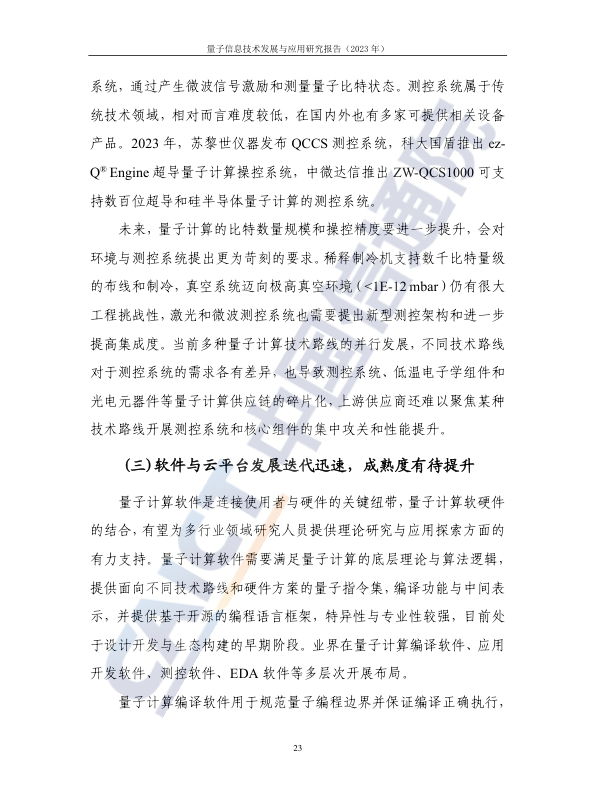 量子信息技术发展与应用研究报告（2023 年）
系统，通过产生微波信号激励和测量量子比特状态。测控系统属于传
统技术领域，相对而言难度较低，在国内外也有多家可提供相关设备
产品。2023 年，苏黎世仪器发布 QCCS 测控系统，科大国盾推出 ez-
Q® Engine 超导量子计算操控系统，中微达信推出 ZW-QCS1000 可支
持数百位超导和硅半导体量子计算的测控系统。
未来，量子计算的比特数量规模和操控精度要进一步提升，会对
环境与测控系统提出更为苛刻的要求。稀释制冷机支持数千比特量级
的布线和制冷，真空系统迈向极高真空环境（<1E-12 mbar）仍有很大
工程挑战性，激光和微波测控系统也需要提出新型测控架构和进一步
提高集成度。当前多种量子计算技术路线的并行发展，不同技术路线
对于测控系统的需求各有差异，也导致测控系统、低温电子学组件和
光电元器件等量子计算供应链的碎片化，上游供应商还难以聚焦某种
技术路线开展测控系统和核心组件的集中攻关和性能提升。
(三)软件与云平台发展迭代迅速，成熟度有待提升
量子计算软件是连接使用者与硬件的关键纽带，量子计算软硬件
的结合，有望为多行业领域研究人员提供理论研究与应用探索方面的
有力支持。量子计算软件需要满足量子计算的底层理论与算法逻辑，
提供面向不同技术路线和硬件方案的量子指令集，编译功能与中间表
示，并提供基于开源的编程语言框架，特异性与专业性较强，目前处
于设计开发与生态构建的早期阶段。业界在量子计算编译软件、应用
开发软件、测控软件、EDA 软件等多层次开展布局。
量子计算编译软件用于规范量子编程边界并保证编译正确执行，
23
CAICT 中国信通院